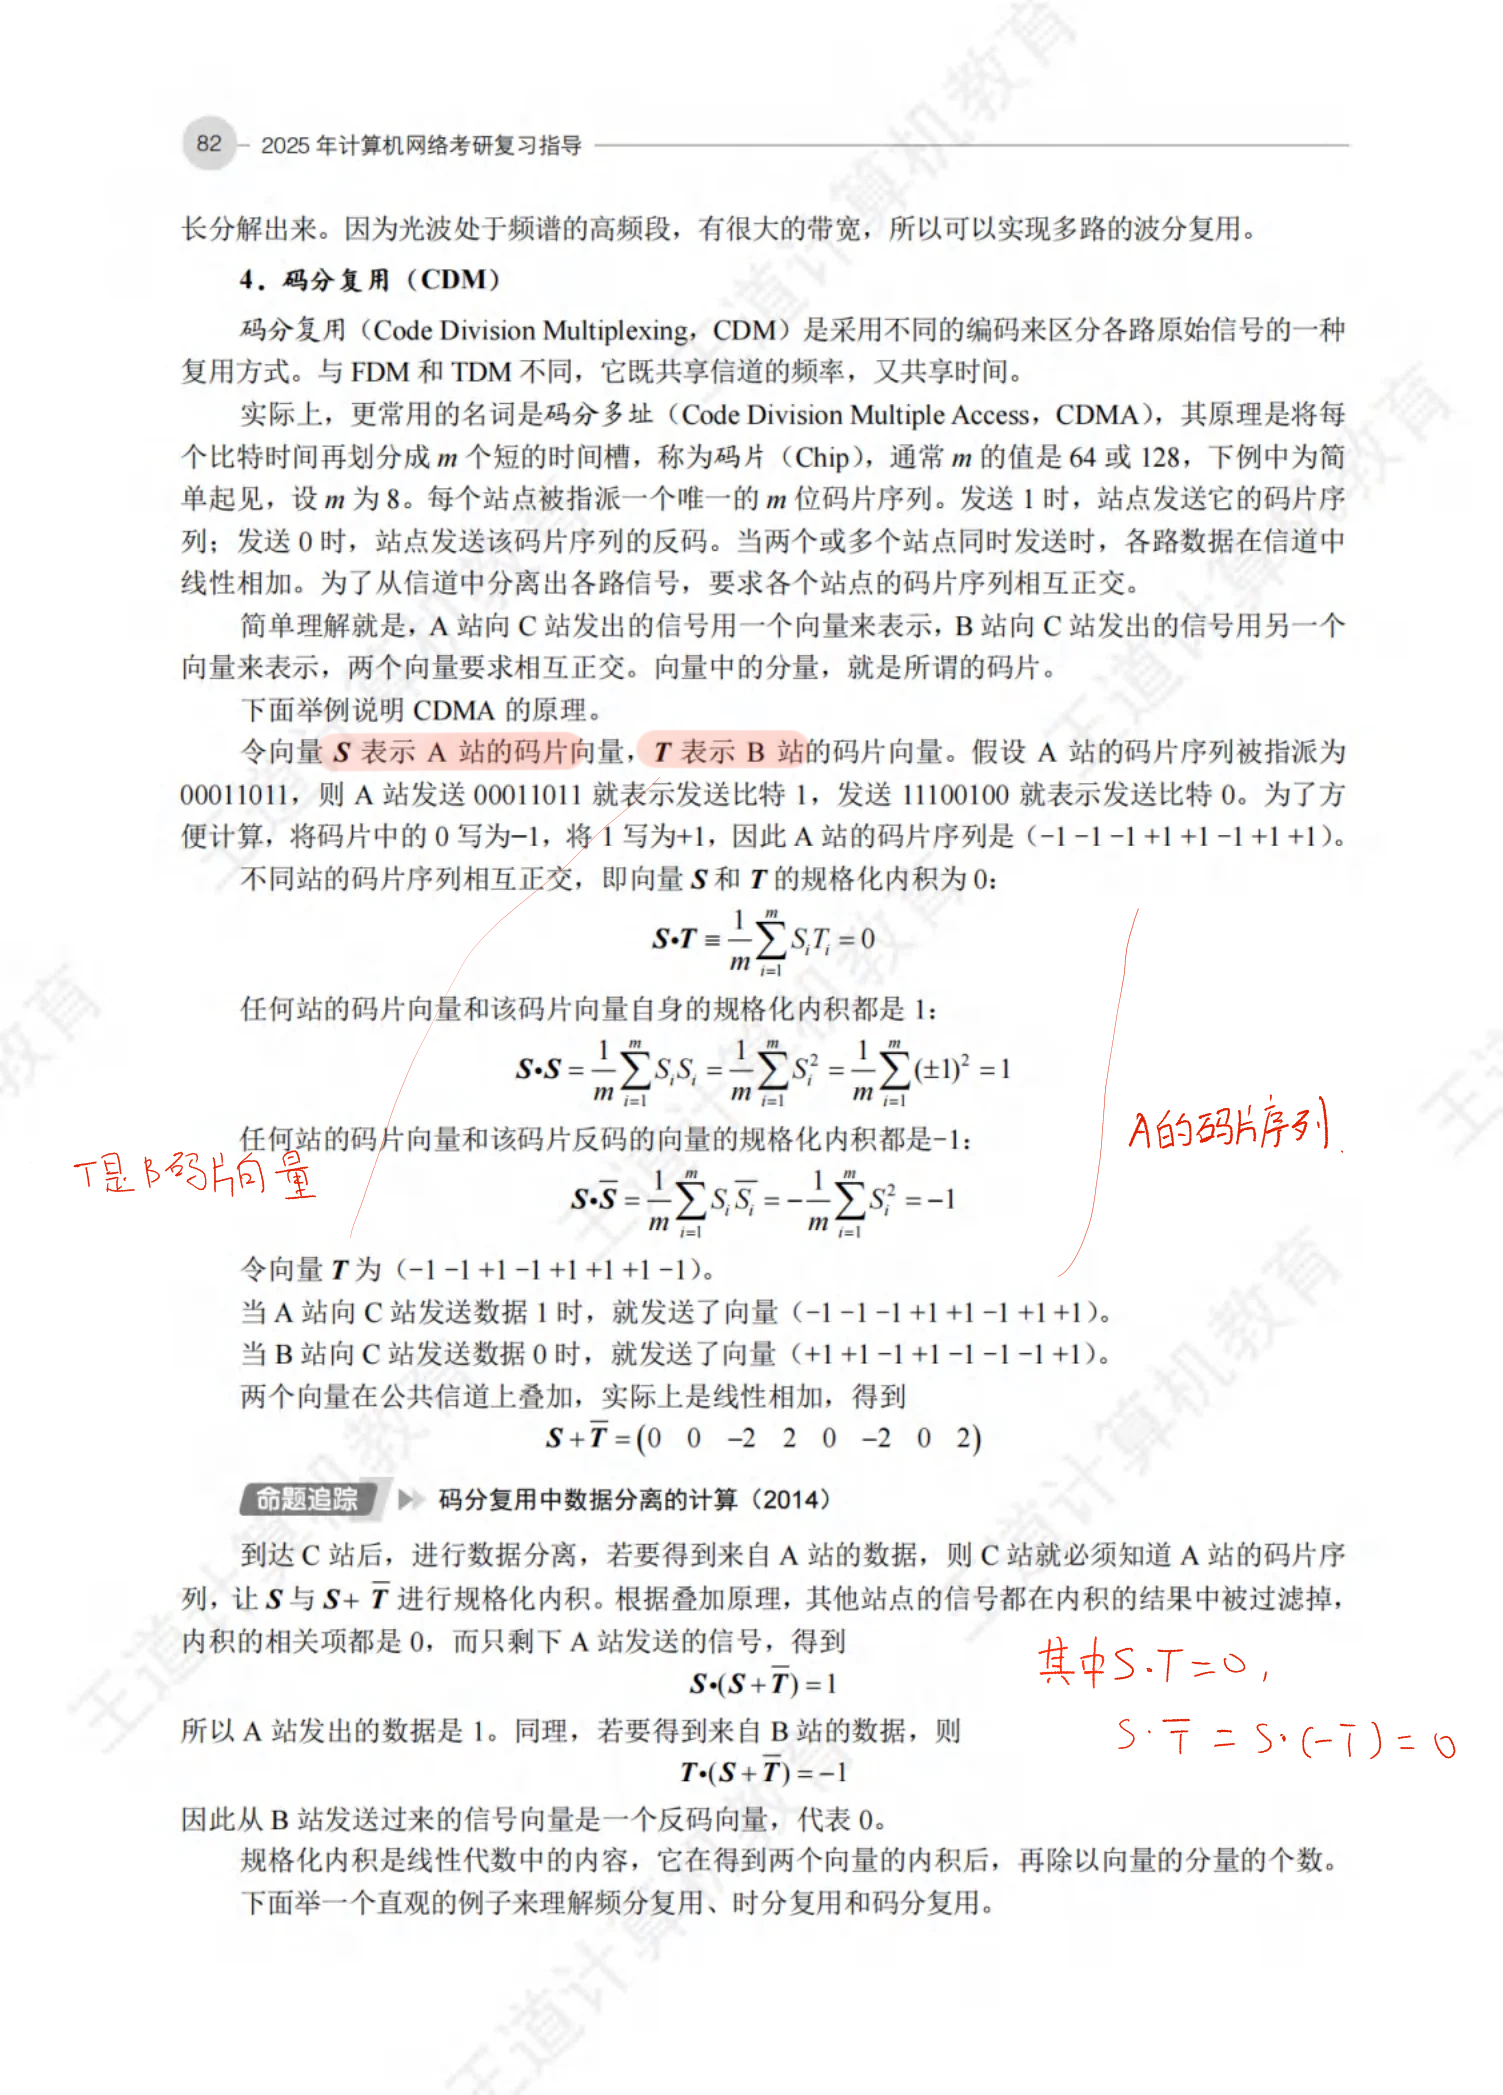 82 2025 年计算机网络考研复习指导
长分解出来。因为光波处于频谱的高频段，有很大的带宽，所以可以实现多路的波分复用。
4．码分复用（CDM）
码分复用（Code Division Multiplexing，CDM）是采用不同的编码来区分各路原始信号的一种
复用方式。与 FDM 和 TDM 不同，它既共享信道的频率，又共享时间。
实际上，更常用的名词是码分多址（Code Division Multiple Access，CDMA），其原理是将每
个比特时间再划分成 m 个短的时间槽，称为码片（Chip），通常 m 的值是 64 或 128，下例中为简
单起见，设 m 为 8。每个站点被指派一个唯一的 m 位码片序列。发送 1 时，站点发送它的码片序
列；发送 0 时，站点发送该码片序列的反码。当两个或多个站点同时发送时，各路数据在信道中
线性相加。为了从信道中分离出各路信号，要求各个站点的码片序列相互正交。
简单理解就是，A 站向 C 站发出的信号用一个向量来表示，B 站向 C 站发出的信号用另一个
向量来表示，两个向量要求相互正交。向量中的分量，就是所谓的码片。
下面举例说明 CDMA 的原理。
令向量 S 表示 A 站的码片向量，T 表示 B 站的码片向量。假设 A 站的码片序列被指派为
00011011，则 A 站发送 00011011 就表示发送比特 1，发送 11100100 就表示发送比特 0。为了方
便计算，将码片中的 0 写为−1，将 1 写为+1，因此 A 站的码片序列是（−1 −1 −1 +1 +1 −1 +1 +1）。
不同站的码片序列相互正交，即向量 S 和 T 的规格化内积为 0：
S•T ≡ \frac{1}{m}\sum_{i=1}^{m} S_i T_i = 0
任何站的码片向量和该码片向量自身的规格化内积都是 1：
S•S = \frac{1}{m}\sum_{i=1}^{m} S_i S_i = \frac{1}{m}\sum_{i=1}^{m} S_i^2 = \frac{1}{m}\sum_{i=1}^{m} (±1)^2 = 1
A的码片序列.
任何站的码片向量和该码片反码的向量的规格化内积都是−1：
T是B码片向量
S•\overline{S} = \frac{1}{m}\sum_{i=1}^{m} S_i \overline{S_i} = −\frac{1}{m}\sum_{i=1}^{m} S_i^2 = −1
令向量 T 为（−1 −1 +1 −1 +1 +1 +1 −1）。
当 A 站向 C 站发送数据 1 时，就发送了向量（−1 −1 −1 +1 +1 −1 +1 +1）。
当 B 站向 C 站发送数据 0 时，就发送了向量（+1 +1 −1 +1 −1 −1 −1 +1）。
两个向量在公共信道上叠加，实际上是线性相加，得到
S + \overline{T} = (0 0 −2 2 0 −2 0 2)
命题追踪 码分复用中数据分离的计算（2014）
到达 C 站后，进行数据分离，若要得到来自 A 站的数据，则 C 站就必须知道 A 站的码片序
列，让 S 与 S+ \overline{T} 进行规格化内积。根据叠加原理，其他站点的信号都在内积的结果中被过滤掉，
内积的相关项都是 0，而只剩下 A 站发送的信号，得到
其中S·T=0，
S•(S + \overline{T}) = 1
所以 A 站发出的数据是 1。同理，若要得到来自 B 站的数据，则
S·\overline{T} = S·(−T) = 0
T•(S + \overline{T}) = −1
因此从 B 站发送过来的信号向量是一个反码向量，代表 0。
规格化内积是线性代数中的内容，它在得到两个向量的内积后，再除以向量的分量的个数。
下面举一个直观的例子来理解频分复用、时分复用和码分复用。
王道计算机教育